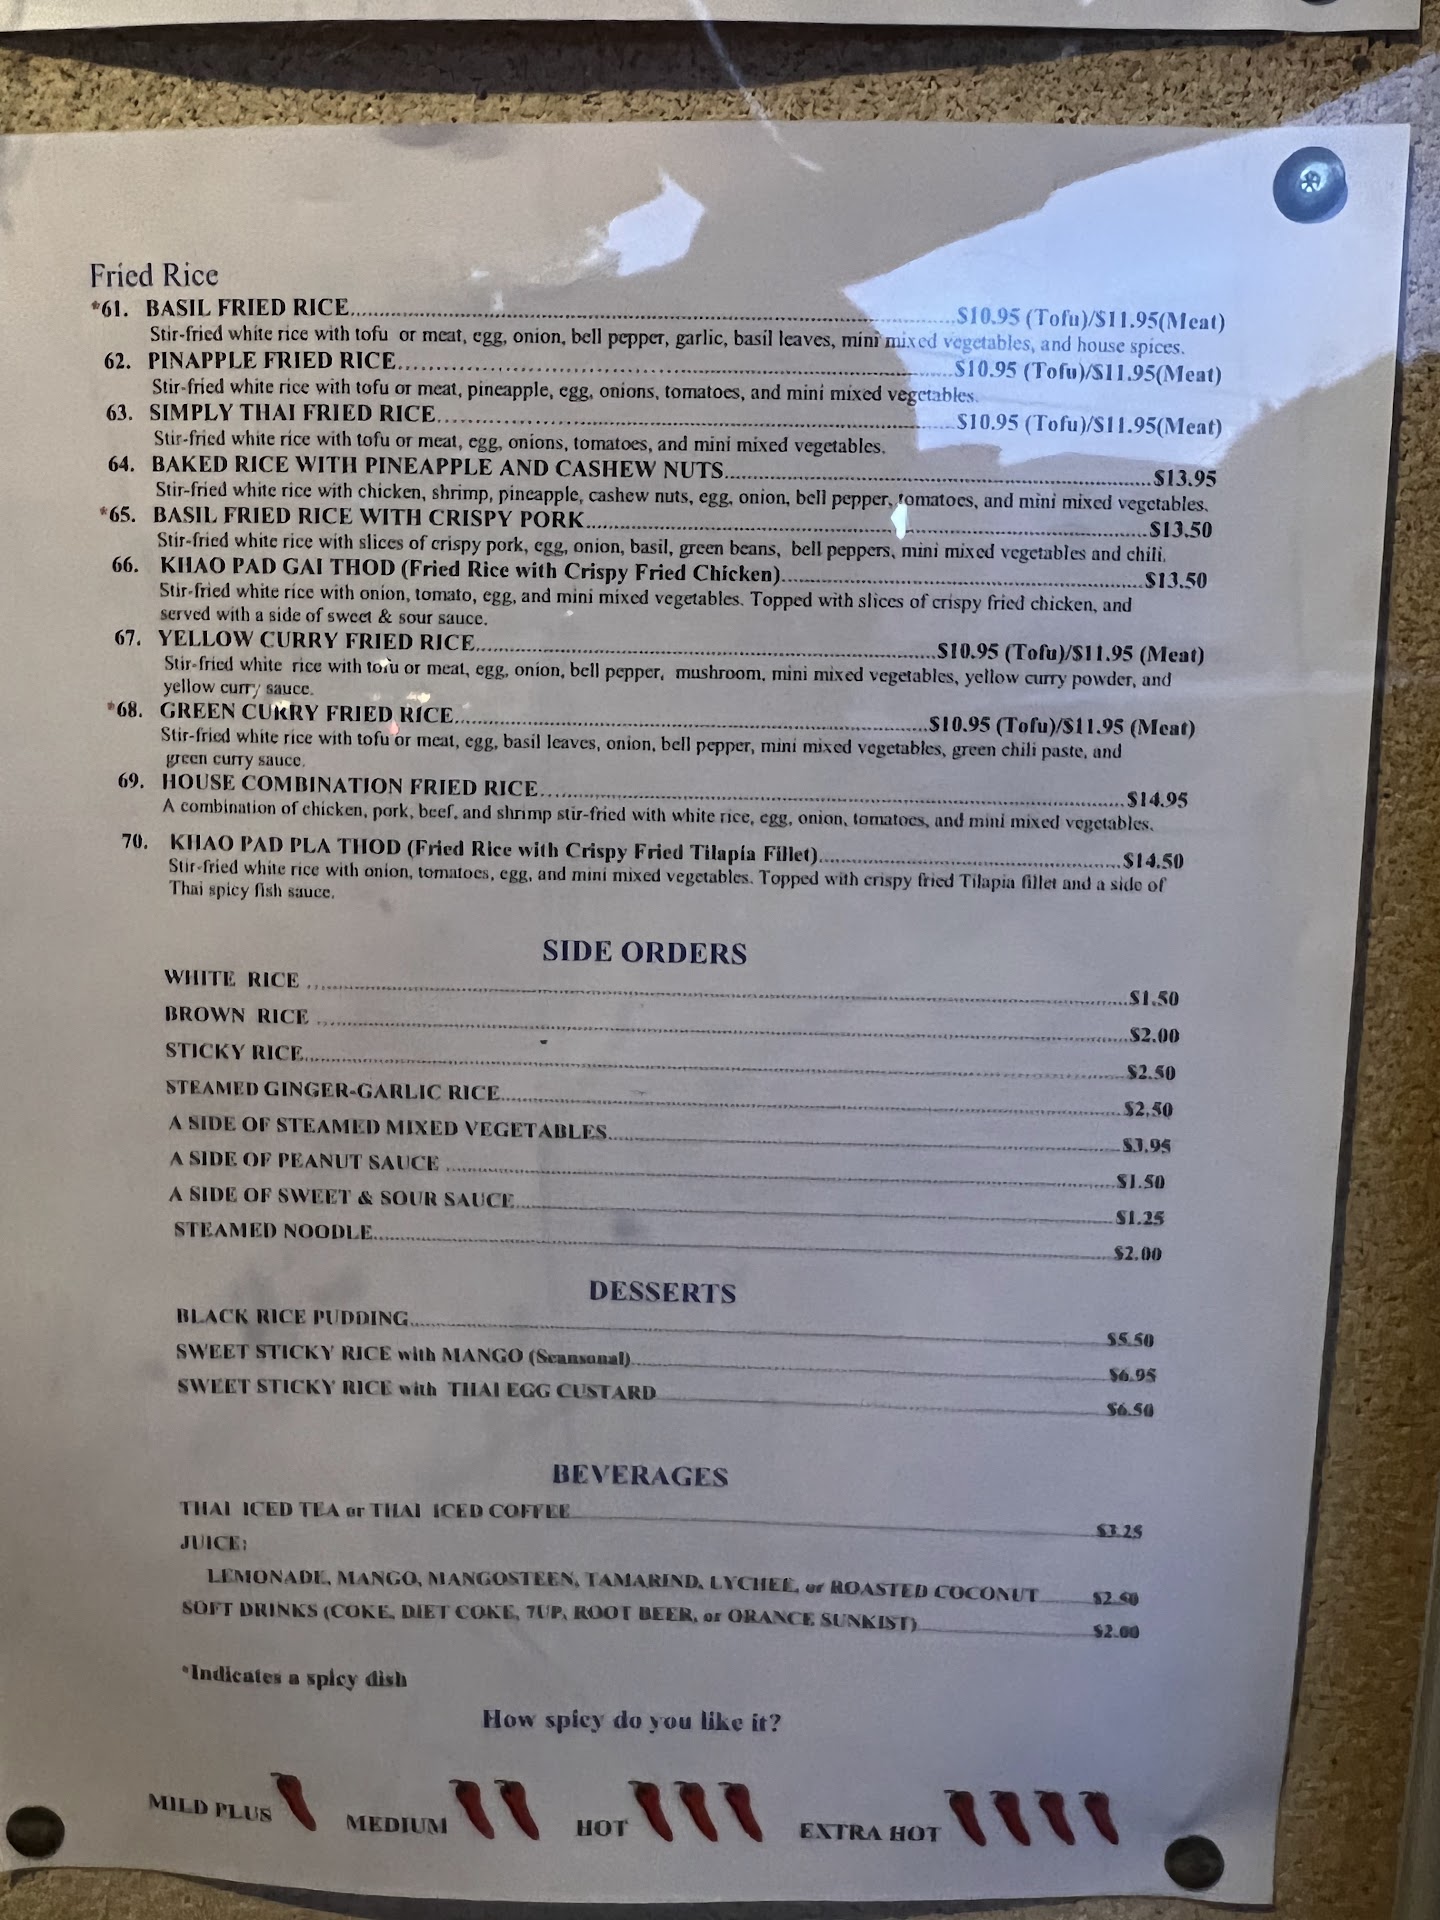 Fried Rice
*61. BASIL FRIED RICE...$10.95 (Tofu)/$11.95(Meat)
Stir-fried white rice with tofu or meat, egg, onion, bell pepper, garlic, basil leaves, mini mixed vegetables, and house spices.
62. PINAPPLE FRIED RICE...$10.95 (Tofu)/$11.95(Meat)
Stir-fried white rice with tofu or meat, pineapple, egg, onions, tomatoes, and mini mixed vegetables.
63. SIMPLY THAI FRIED RICE...$10.95 (Tofu)/$11.95(Meat)
Stir-fried white rice with tofu or meat, egg, onions, tomatoes, and mini mixed vegetables.
64. BAKED RICE WITH PINEAPPLE AND CASHEW NUTS...$13.95
Stir-fried white rice with chicken, shrimp, pineapple, cashew nuts, egg, onion, bell pepper, tomatoes, and mini mixed vegetables.
*65. BASIL FRIED RICE WITH CRISPY PORK...$13.50
Stir-fried white rice with slices of crispy pork, egg, onion, basil, green beans, bell peppers, mini mixed vegetables and chili.
66. KHAO PAD GAI THOD (Fried Rice with Crispy Fried Chicken)...$13.50
Stir-fried white rice with onion, tomato, egg, and mini mixed vegetables. Topped with slices of crispy fried chicken, and
served with a side of sweet & sour sauce.
67. YELLOW CURRY FRIED RICE...$10.95 (Tofu)/$11.95 (Meat)
Stir-fried white rice with tofu or meat, egg, onion, bell pepper, mushroom, mini mixed vegetables, yellow curry powder, and
yellow curry sauce.
*68. GREEN CURRY FRIED RICE...$10.95 (Tofu)/$11.95 (Meat)
Stir-fried white rice with tofu or meat, egg, basil leaves, onion, bell pepper, mini mixed vegetables, green chili paste, and
green curry sauce.
69. HOUSE COMBINATION FRIED RICE...$14.95
A combination of chicken, pork, beef, and shrimp stir-fried with white rice, egg, onion, tomatoes, and mini mixed vegetables.
70. KHAO PAD PLA THOD (Fried Rice with Crispy Fried Tilapia Fillet)...$14.50
Stir-fried white rice with onion, tomatoes, egg, and mini mixed vegetables. Topped with crispy fried Tilapia fillet and a side of
Thai spicy fish sauce.
SIDE ORDERS
WHITE RICE ...$1.50
BROWN RICE ...$2.00
STICKY RICE...$2.50
STEAMED GINGER-GARLIC RICE...$2.50
A SIDE OF STEAMED MIXED VEGETABLES...$3.95
A SIDE OF PEANUT SAUCE ...$1.50
A SIDE OF SWEET & SOUR SAUCE...$1.25
STEAMED NOODLE...$2.00
DESSERTS
BLACK RICE PUDDING...$5.50
SWEET STICKY RICE with MANGO (Seansonal)...$6.95
SWEET STICKY RICE with THAI EGG CUSTARD...$6.50
BEVERAGES
THAI ICED TEA or THAI ICED COFFEE...$3.25
JUICE:
LEMONADE, MANGO, MANGOSTEEN, TAMARIND, LYCHEE, or ROASTED COCONUT...$2.50
SOFT DRINKS (COKE, DIET COKE, 7UP, ROOT BEER, or ORANGE SUNKIST)...$2.00
*Indicates a spicy dish
How spicy do you like it?
MILD PLUS MEDIUM HOT EXTRA HOT